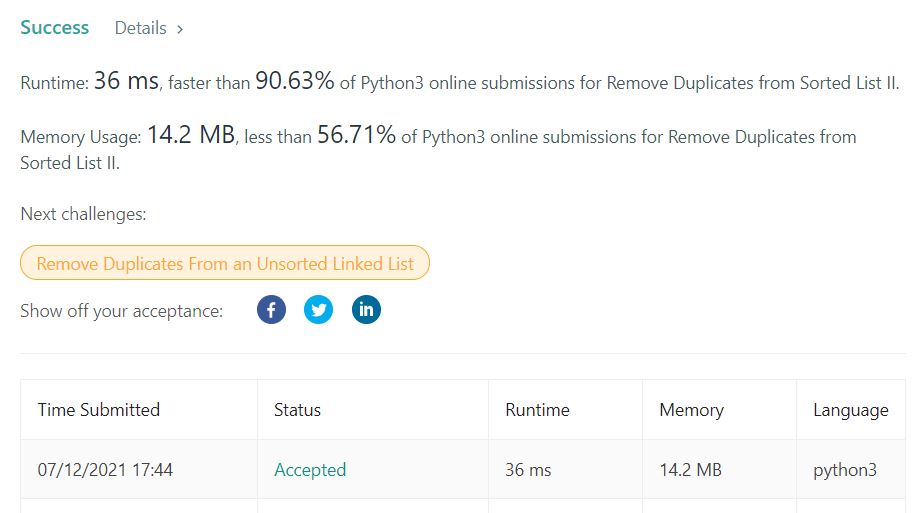 Success Details >
Runtime: 36 ms, faster than 90.63% of Python3 online submissions for Remove Duplicates from Sorted List II.
Memory Usage: 14.2 MB, less than 56.71% of Python3 online submissions for Remove Duplicates from
Sorted List II.
Next challenges:
Remove Duplicates From an Unsorted Linked List
Show off your acceptance:
Time Submitted Status Runtime Memory Language
07/12/2021 17:44 Accepted 36 ms 14.2 MB python3